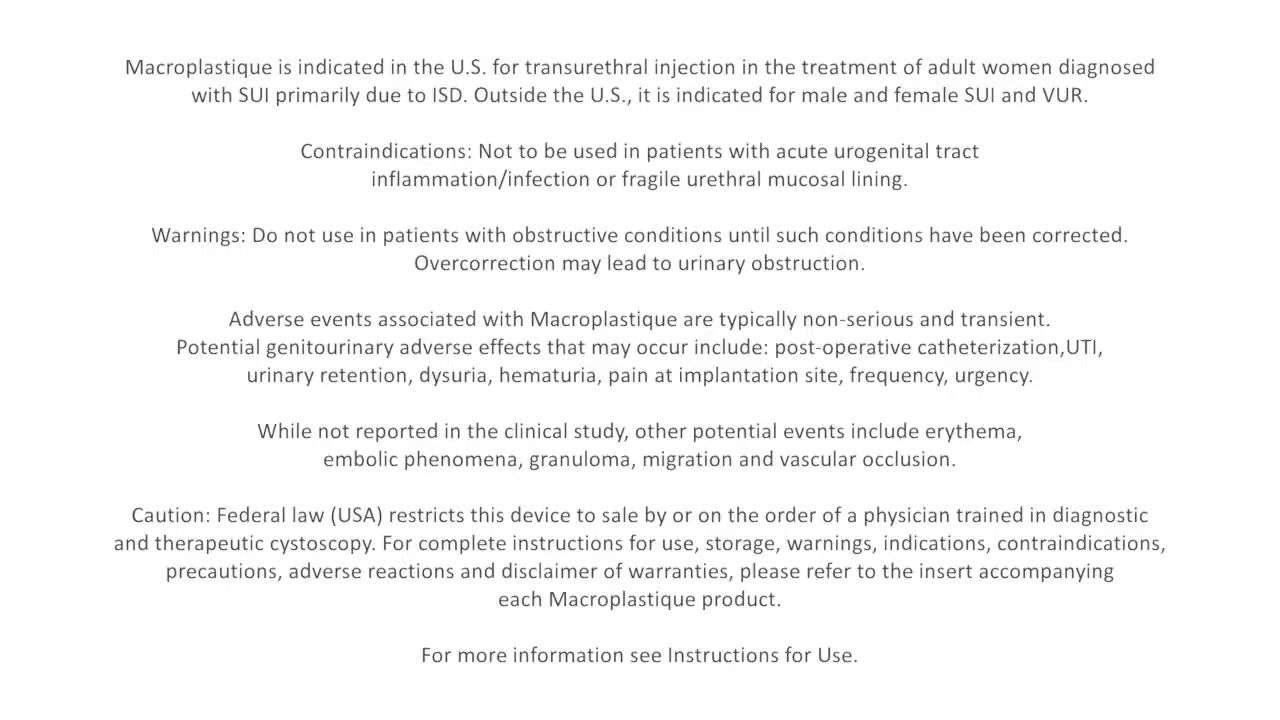 Macroplastique is indicated in the U.S. for transurethral injection in the treatment of adult women diagnosed
with SUI primarily due to ISD. Outside the U.S., it is indicated for male and female SUI and VUR.
Contraindications: Not to be used in patients with acute urogenital tract
inflammation/infection or fragile urethral mucosal lining.
Warnings: Do not use in patients with obstructive conditions until such conditions have been corrected.
Overcorrection may lead to urinary obstruction.
Adverse events associated with Macroplastique are typically non-serious and transient.
Potential genitourinary adverse effects that may occur include: post-operative catheterization,UTI,
urinary retention, dysuria, hematuria, pain at implantation site, frequency, urgency.
While not reported in the clinical study, other potential events include erythema,
embolic phenomena, granuloma, migration and vascular occlusion.
Caution: Federal law (USA) restricts this device to sale by or on the order of a physician trained in diagnostic
and therapeutic cystoscopy. For complete instructions for use, storage, warnings, indications, contraindications,
precautions, adverse reactions and disclaimer of warranties, please refer to the insert accompanying
each Macroplastique product.
For more information see Instructions for Use.